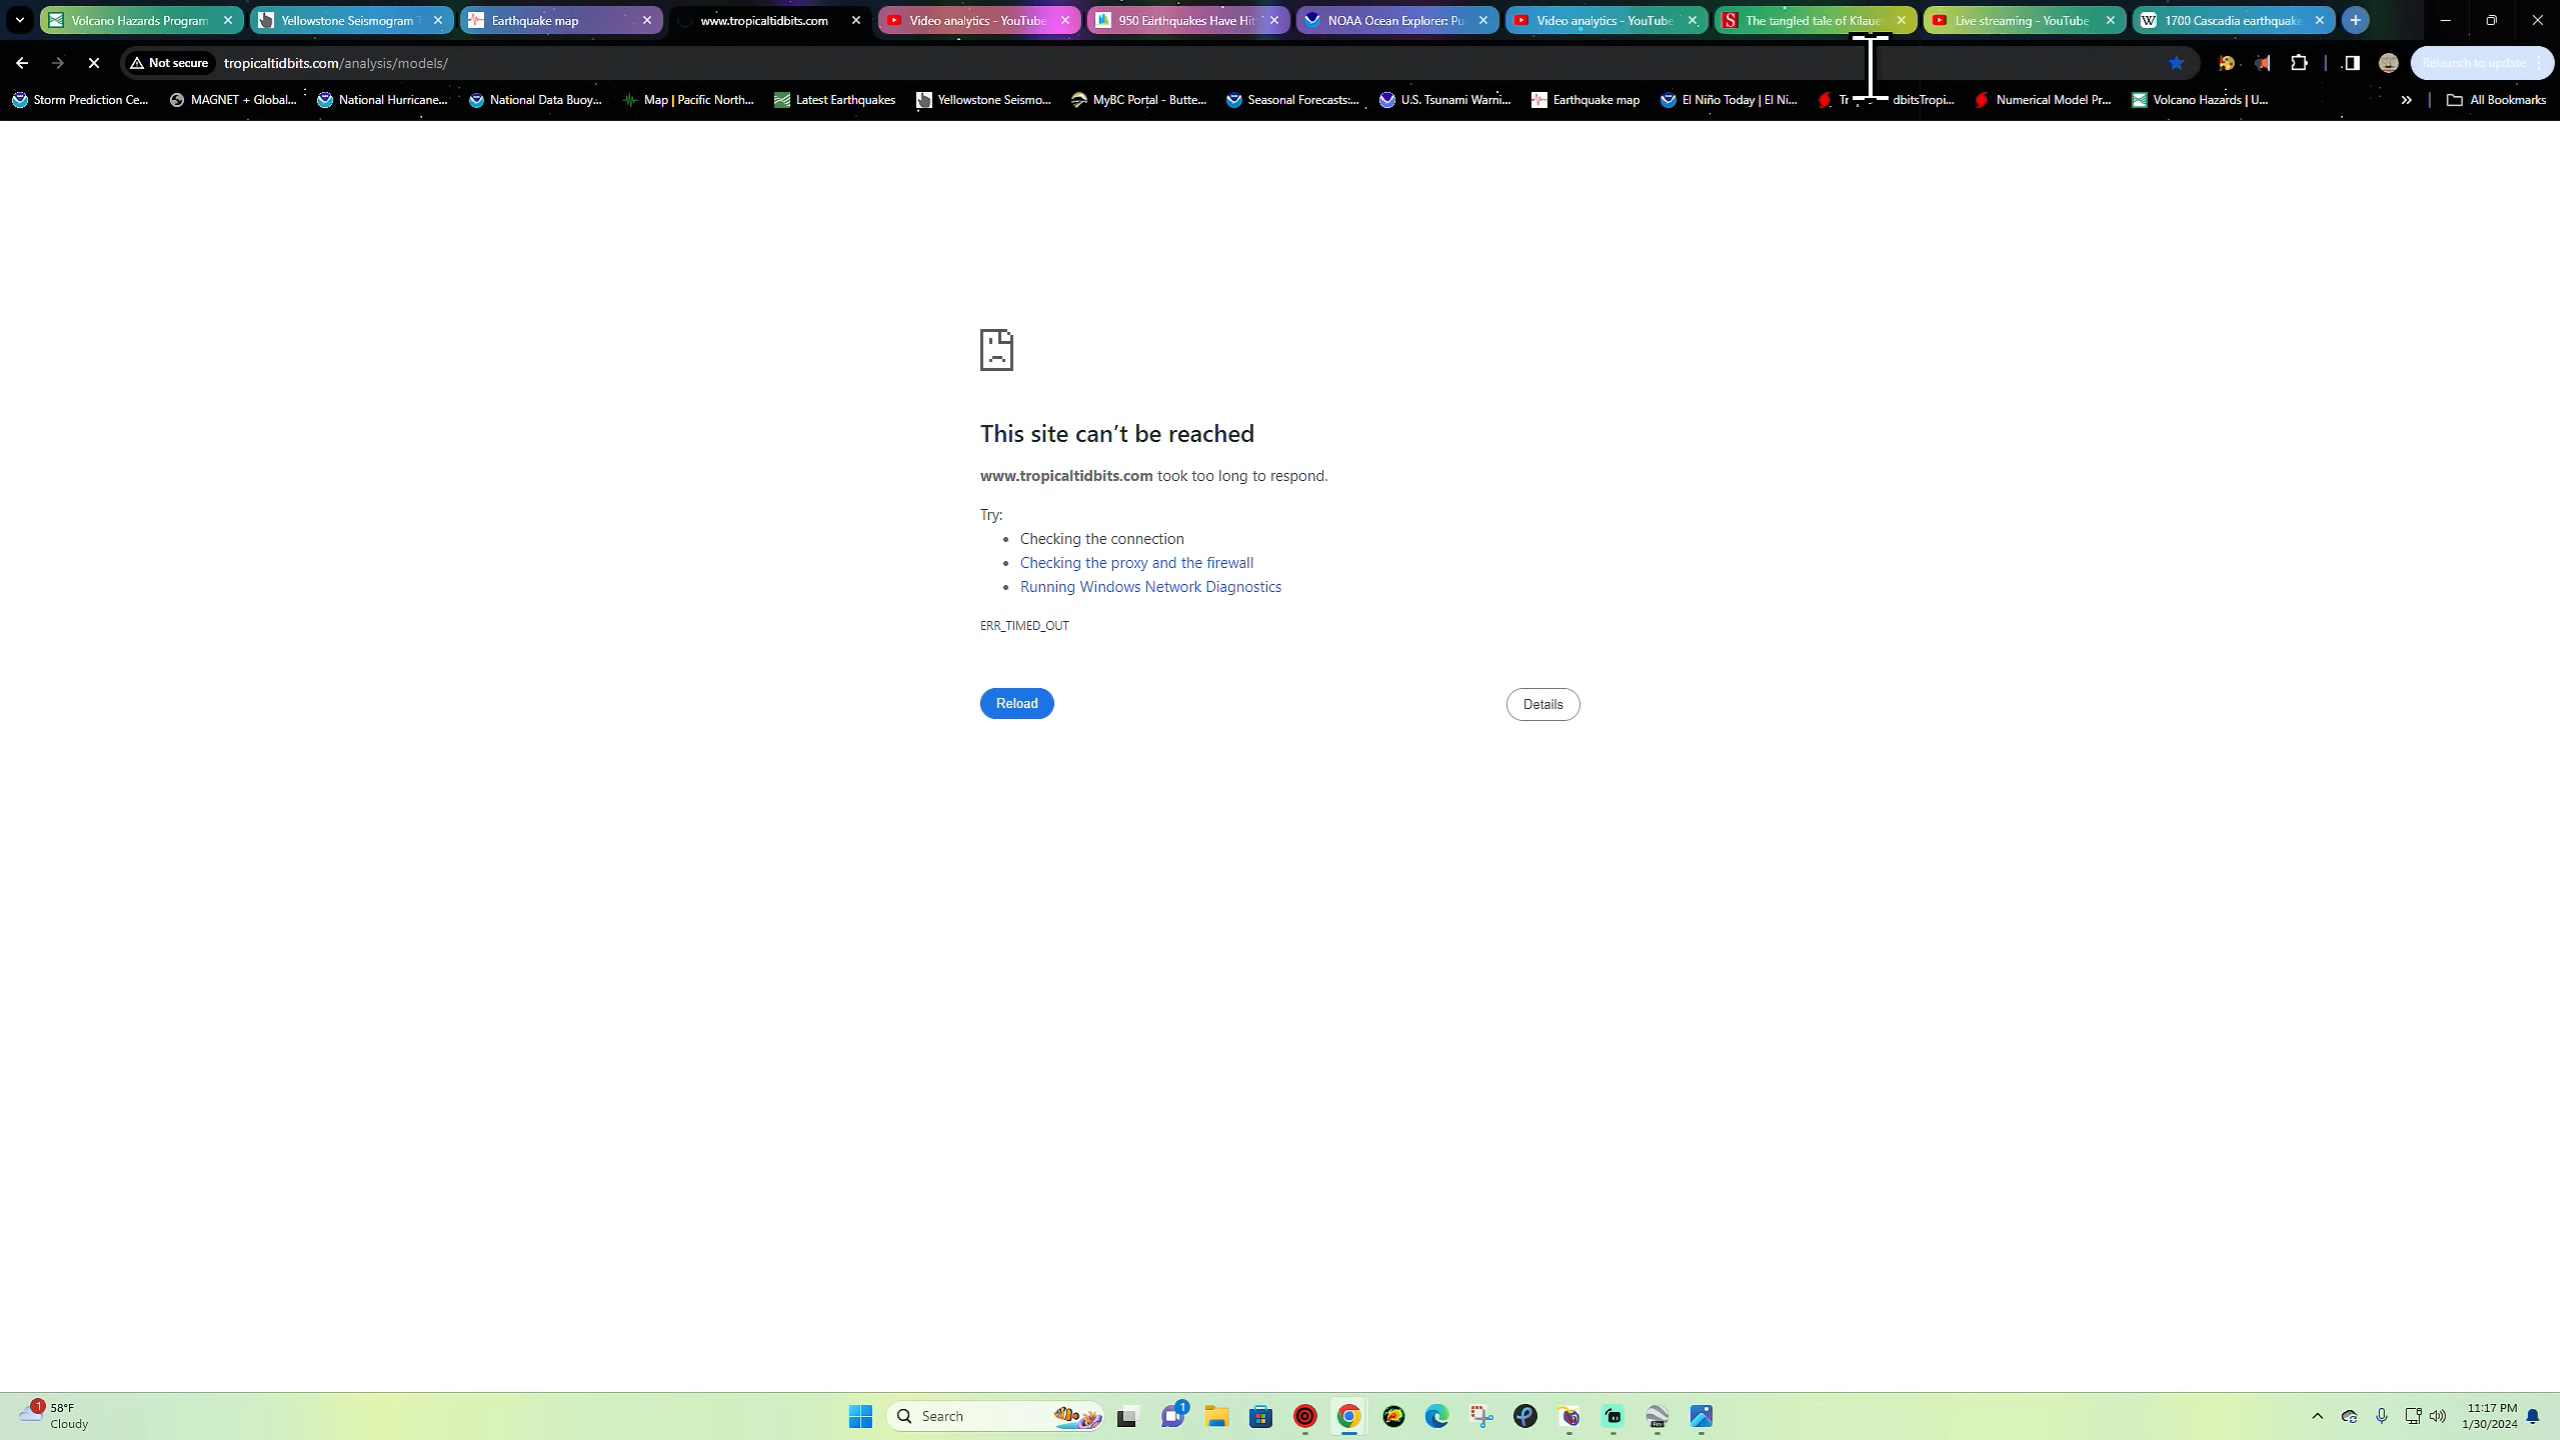 Volcano Hazards Program
Yellowstone Seismogram
Earthquake map
www.tropicaltidbits.com
Video analytics - YouTube
950 Earthquakes Have Hit
NOAA Ocean Explorer: Pu
Video analytics - YouTube
The tangled tale of Kilaue
Live streaming - YouTube
1700 Cascadia earthquake
Not secure
tropicaltidbits.com/analysis/models/
Relaunch to update
Storm Prediction Ce...
MAGNET + Global...
National Hurricane...
National Data Buoy...
Map | Pacific North...
Latest Earthquakes
Yellowstone Seismo...
MyBC Portal - Butte...
Seasonal Forecasts:...
U.S. Tsunami Warni...
Earthquake map
El Niño Today | El Ni...
dbitsTropi...
Numerical Model Pr...
Volcano Hazards | U...
All Bookmarks
This site can't be reached
www.tropicaltidbits.com took too long to respond.
Try:
• Checking the connection
• Checking the proxy and the firewall
• Running Windows Network Diagnostics
ERR_TIMED_OUT
Reload
Details
1
58°F
Cloudy
Search
1
11:17 PM
1/30/2024